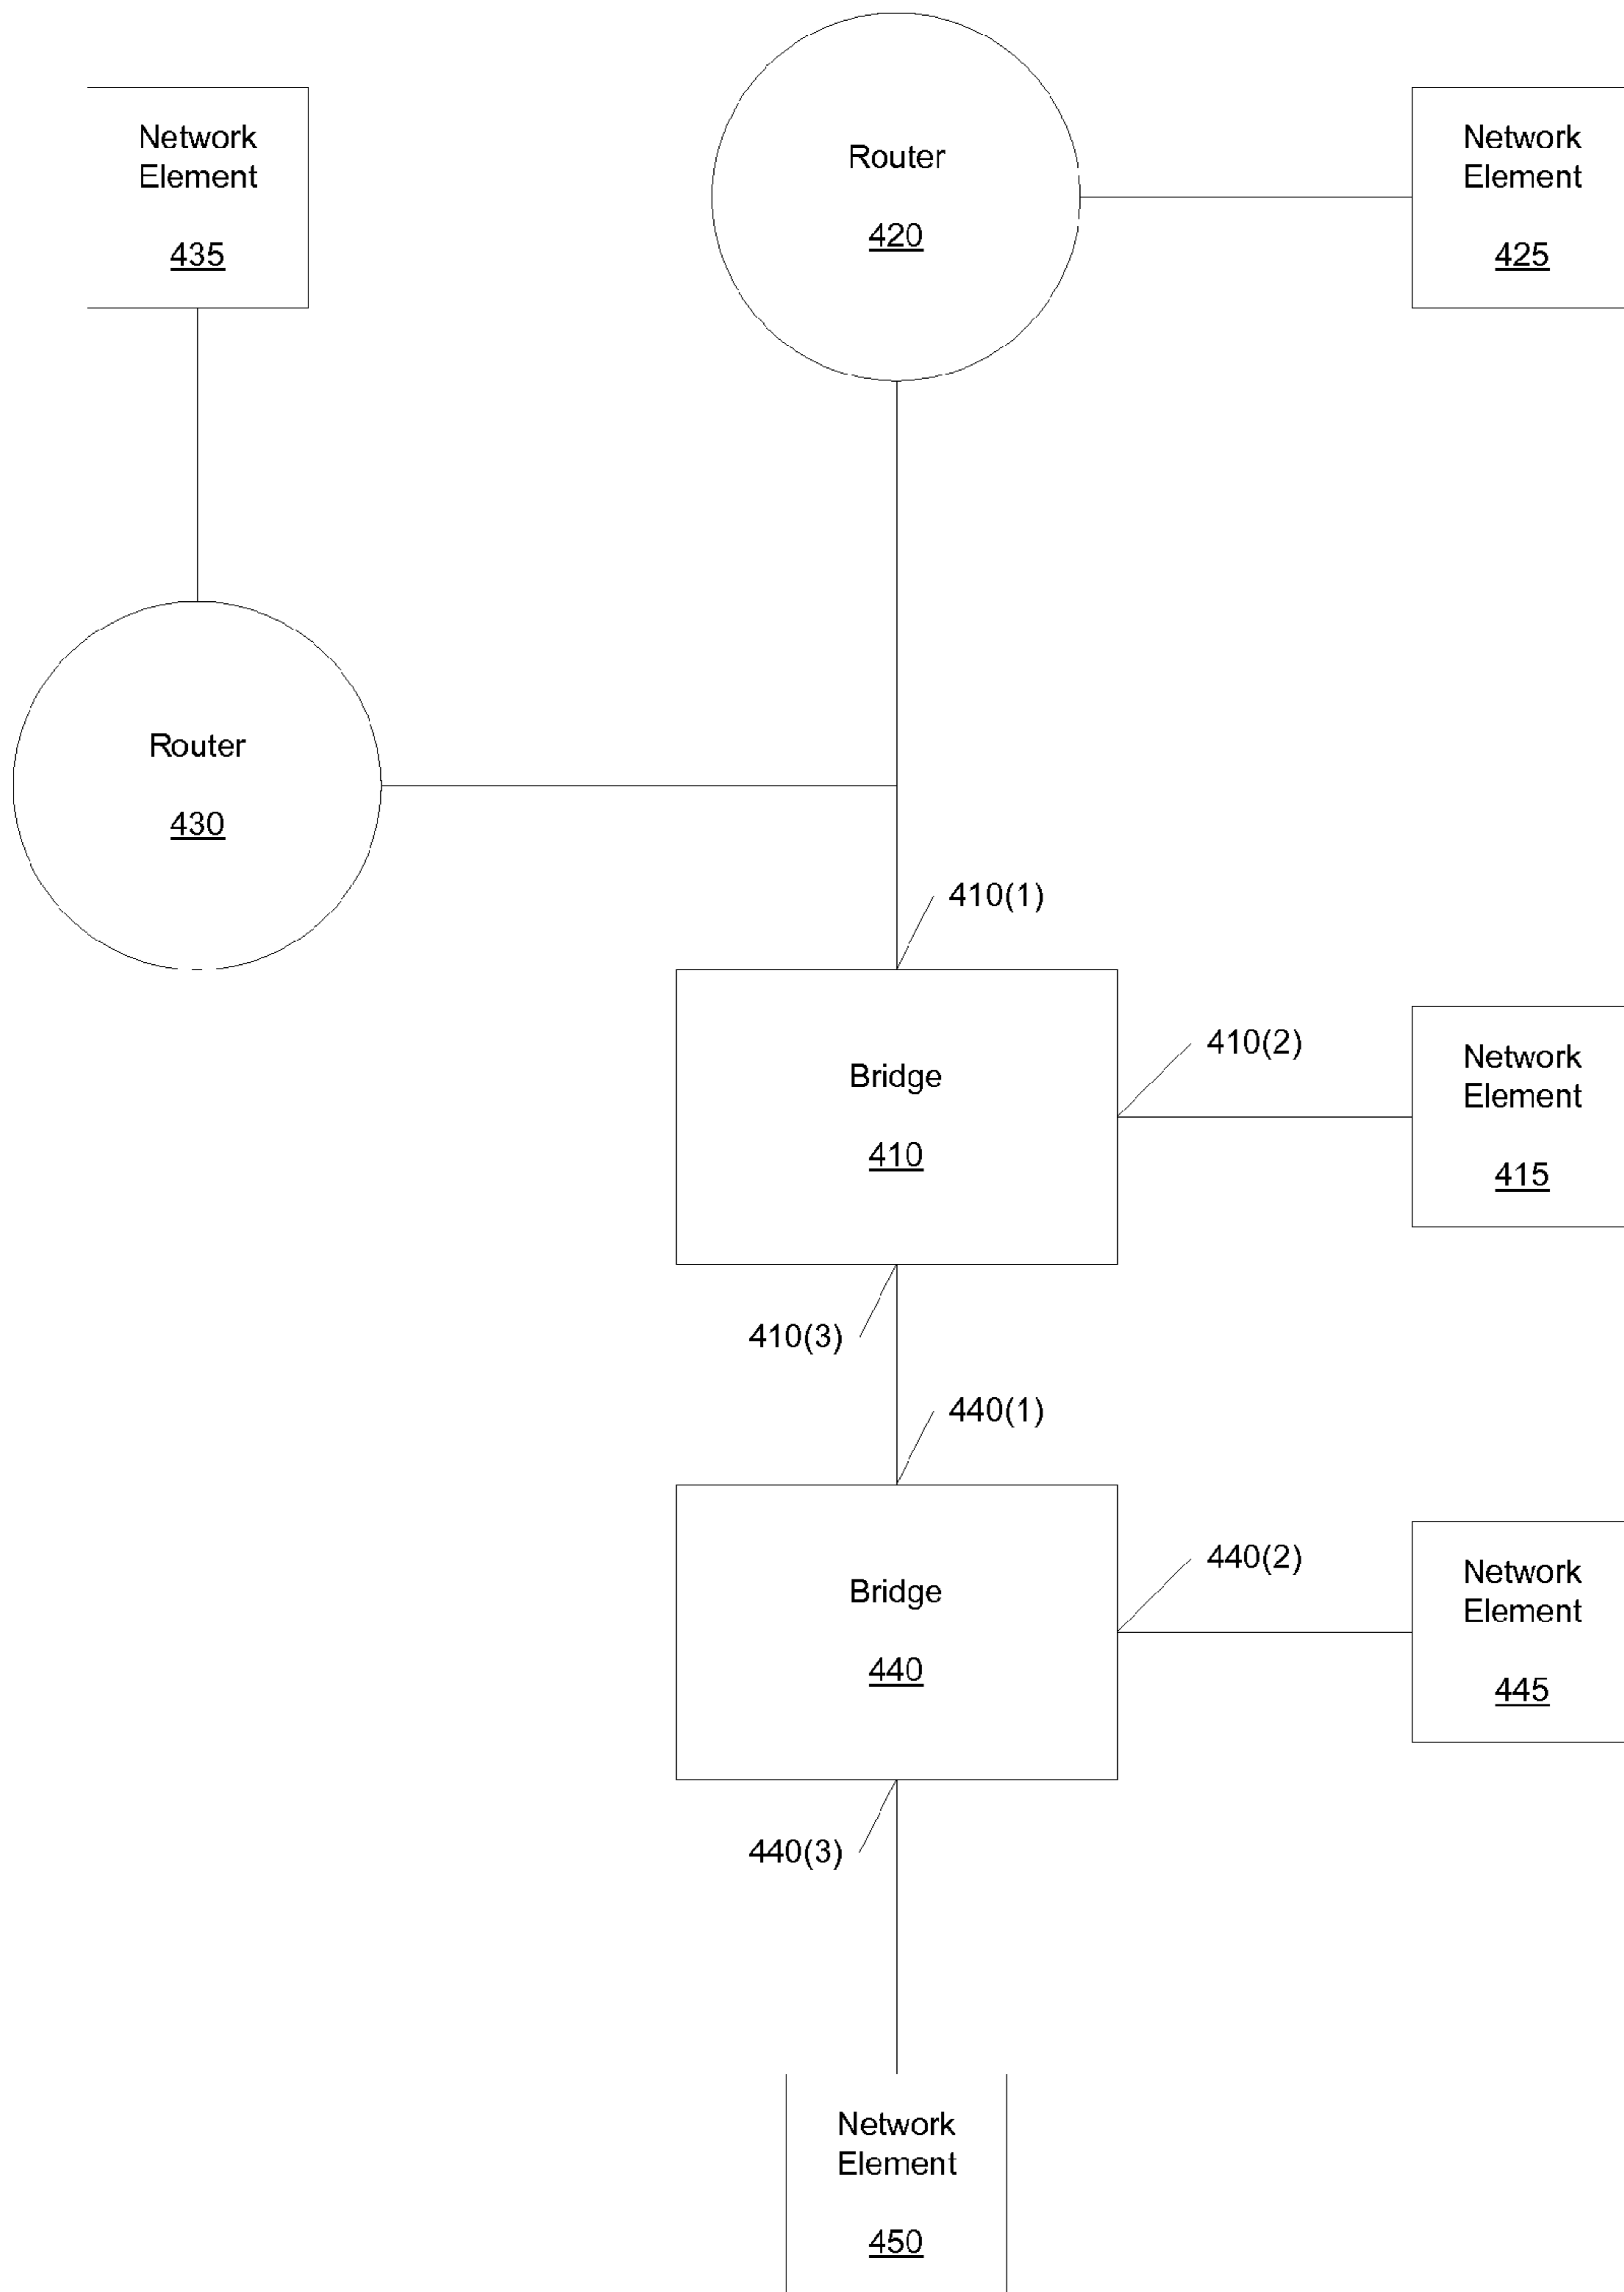 Network
Element
435
Router
420
Network
Element
425
Router
430
410(1)
Bridge
410
410(2)
Network
Element
415
410(3)
440(1)
Bridge
440
440(2)
Network
Element
445
440(3)
Network
Element
450